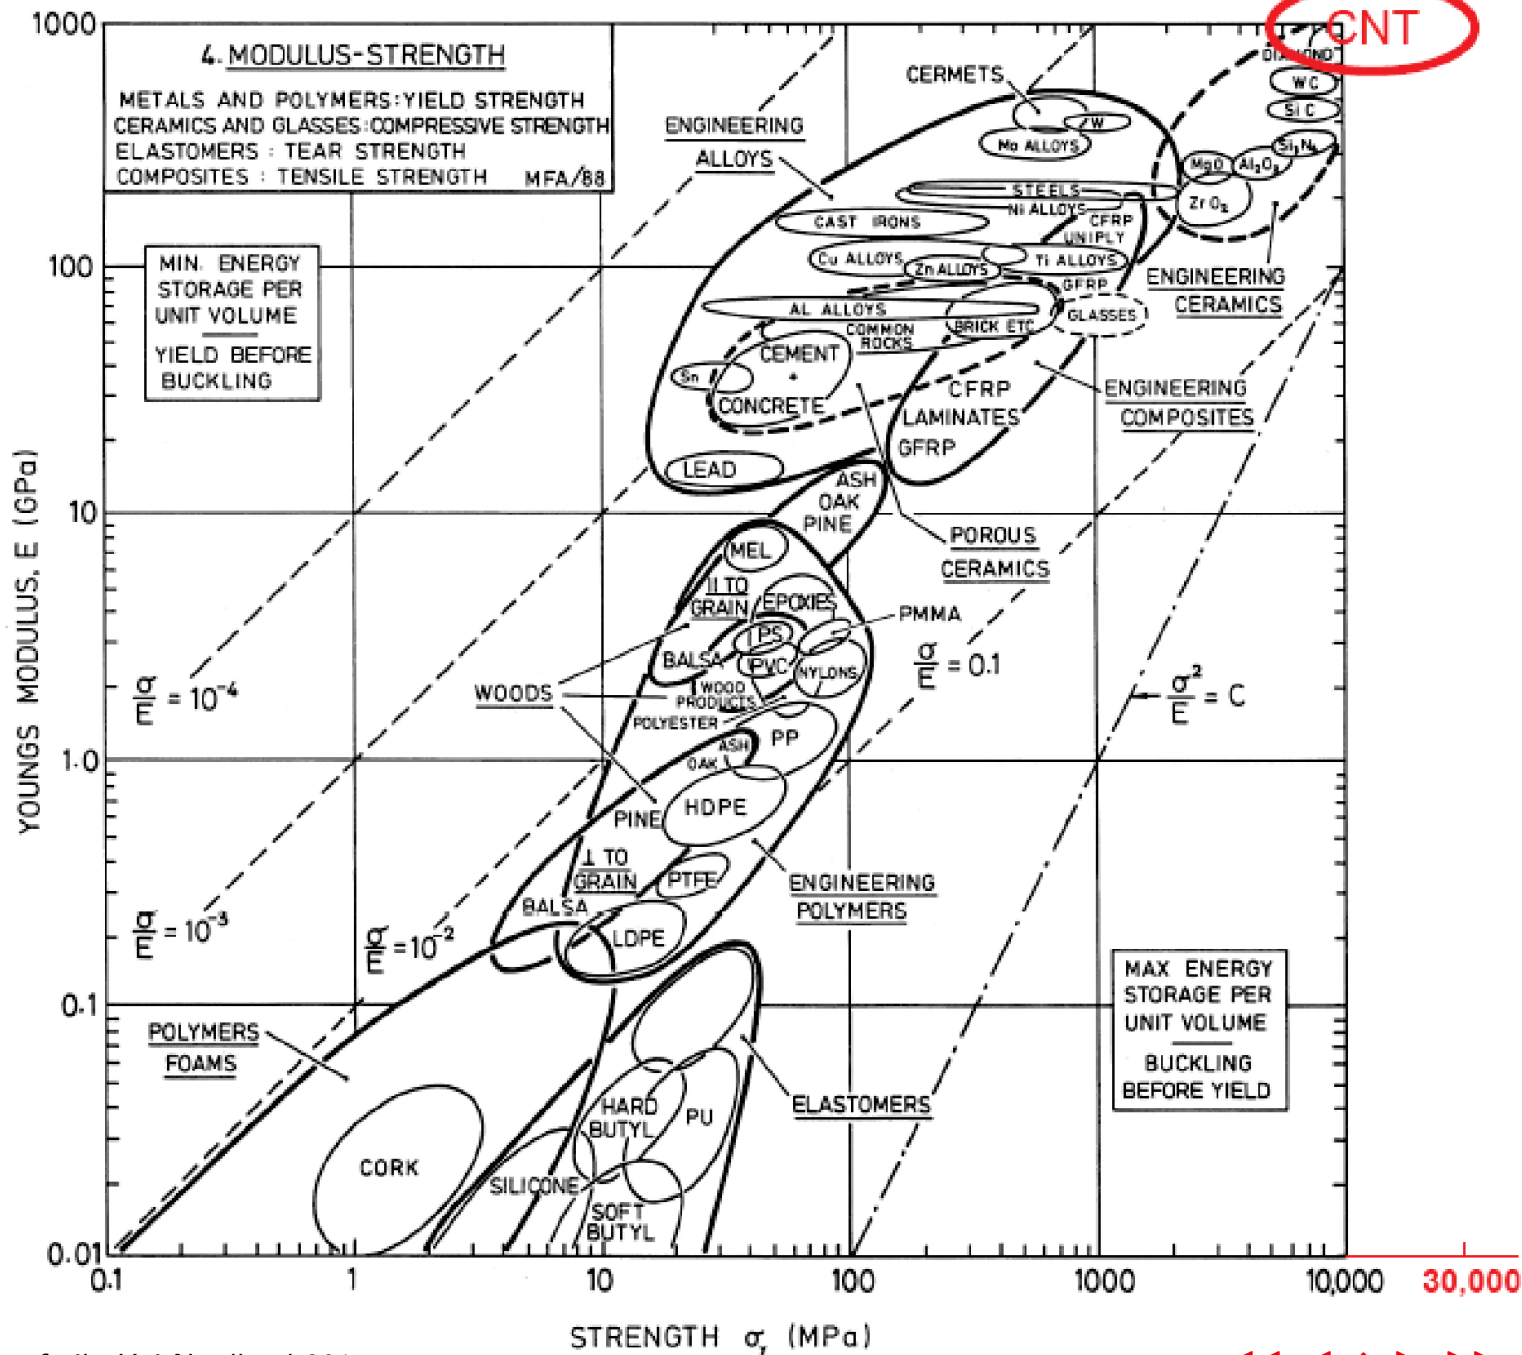 1000
CNT
4. MODULUS-STRENGTH
METALS AND POLYMERS: YIELD STRENGTH
CERAMICS AND GLASSES: COMPRESSIVE STRENGTH
ELASTOMERS : TEAR STRENGTH
COMPOSITES : TENSILE STRENGTH MFA/88
DIAMOND
WC
SiC
Si3N4
CERMETS
W
Mo ALLOYS
ENGINEERING
ALLOYS
MgO
Al2O3
ZrO2
STEELS
Ni ALLOYS
CAST IRONS
CFRP
UNIPLY
Cu ALLOYS
Zn ALLOYS
Ti ALLOYS
GFRP
ENGINEERING
CERAMICS
100
MIN. ENERGY
STORAGE PER
UNIT VOLUME
YIELD BEFORE
BUCKLING
AL ALLOYS
BRICK ETC
GLASSES
COMMON
ROCKS
CEMENT
CONCRETE
Sn
CFRP
LAMINATES
GFRP
ENGINEERING
COMPOSITES
LEAD
ASH
OAK
PINE
10
POROUS
CERAMICS
MEL
|| TO
GRAIN
EPOXIES
PMMA
PS
BALSA
PVC
NYLONS
WOOD
PRODUCTS
POLYESTER
WOODS
σ/E = 0.1
σ²/E = C
σ/E = 10⁻⁴
YOUNGS MODULUS, E (GPa)
PP
ASH
OAK
1.0
HDPE
PINE
⊥ TO
GRAIN
PTFE
BALSA
LDPE
ENGINEERING
POLYMERS
σ/E = 10⁻³
σ/E = 10⁻²
MAX ENERGY
STORAGE PER
UNIT VOLUME
BUCKLING
BEFORE YIELD
0.1
POLYMERS
FOAMS
ELASTOMERS
HARD
BUTYL
PU
CORK
SILICONE
SOFT
BUTYL
0.01
0.1 1 10 100 1000 10,000 30,000
STRENGTH σf (MPa)